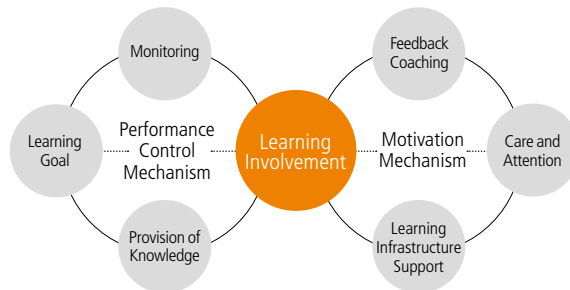 Monitoring
Feedback
Coaching
Learning
Goal
Performance
Control
Mechanism
Learning
Involvement
Motivation
Mechanism
Care and
Attention
Provision of
Knowledge
Learning
Infrastructure
Support